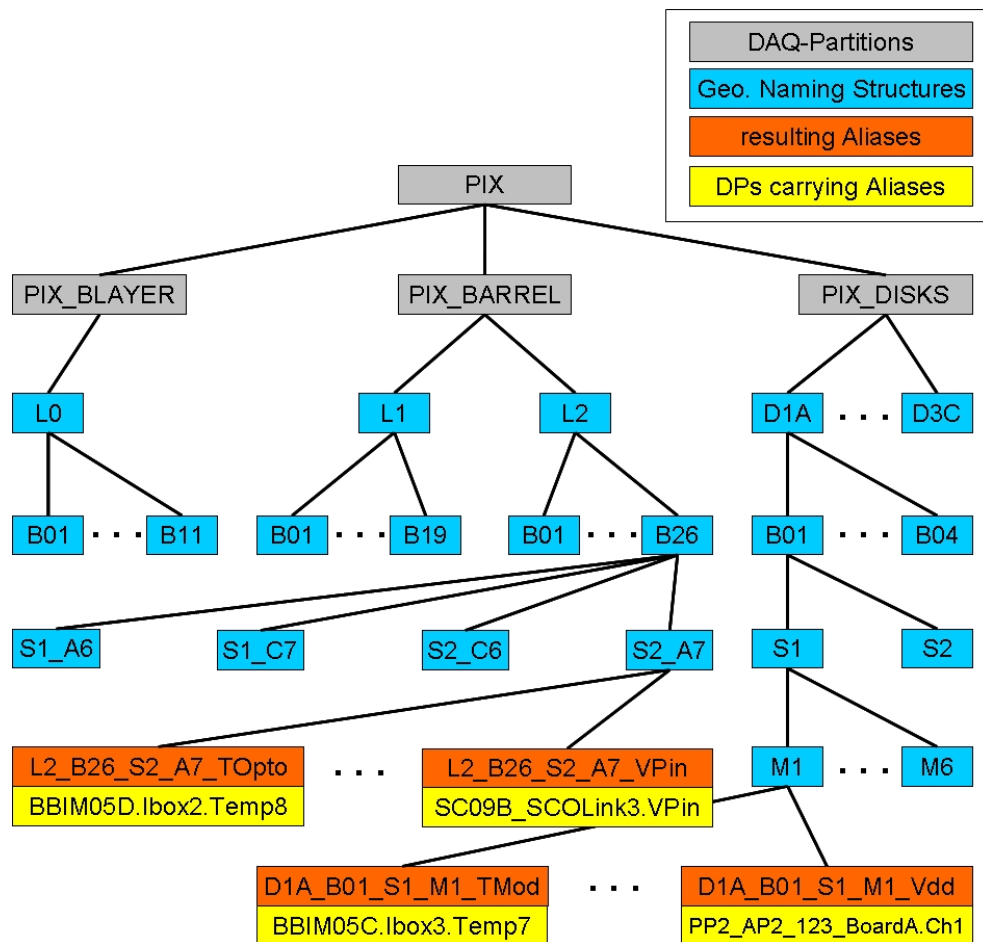 DAQ-Partitions
Geo. Naming Structures
resulting Aliases
DPs carrying Aliases
PIX
PIX_BLAYER
PIX_BARREL
PIX_DISKS
L0
L1
L2
D1A
. . .
D3C
B01
. . .
B11
B01
. . .
B19
B01
. . .
B26
B01
. . .
B04
S1_A6
S1_C7
S2_C6
S2_A7
S1
S2
L2_B26_S2_A7_TOpto
BBIM05D.Ibox2.Temp8
. . .
L2_B26_S2_A7_VPin
SC09B_SCOLink3.VPin
M1
. . .
M6
D1A_B01_S1_M1_TMod
BBIM05C.Ibox3.Temp7
. . .
D1A_B01_S1_M1_Vdd
PP2_AP2_123_BoardA.Ch1